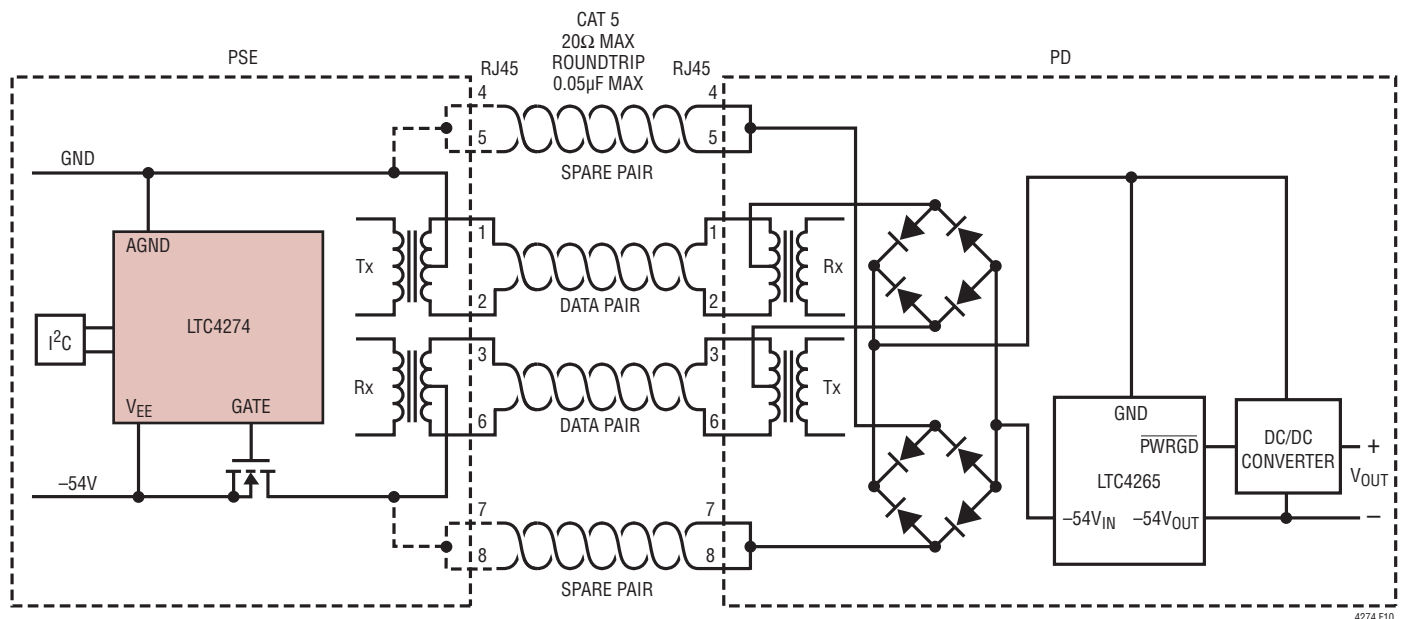 CAT 5
20Ω MAX
ROUNDTRIP
0.05µF MAX
PSE
RJ45
RJ45
PD
4
5
4
5
SPARE PAIR
GND
AGND
LTC4274
I²C
VEE
GATE
–54V
Tx
1
2
DATA PAIR
1
2
Rx
Rx
3
6
DATA PAIR
3
6
Tx
7
8
SPARE PAIR
7
8
GND
PWRGD
LTC4265
–54VIN
–54VOUT
DC/DC
CONVERTER
+
VOUT
–
4274 F10